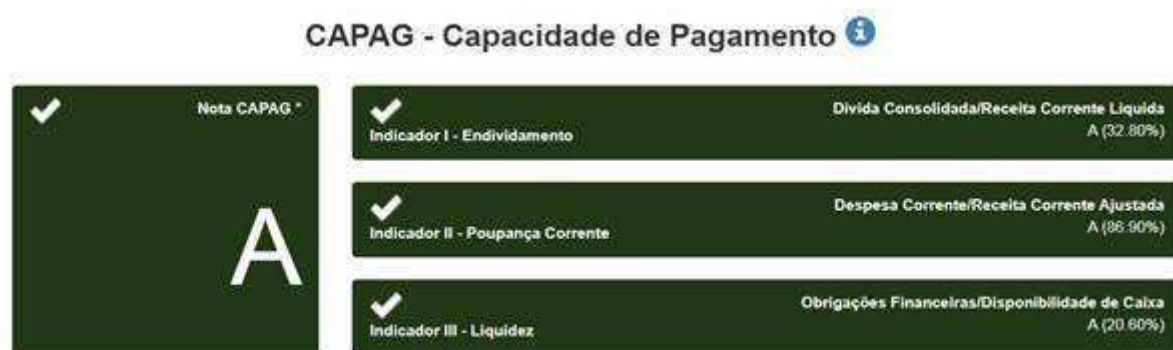 CAPAG - Capacidade de Pagamento
Nota CAPAG *
A
Indicador I - Endividamento
Divida Consolidada/Receita Corrente Liquida
A (32.80%)
Indicador II - Poupança Corrente
Despesa Corrente/Receita Corrente Ajustada
A (86.90%)
Indicador III - Liquidez
Obrigações Financeiras/Disponibilidade de Caixa
A (20.60%)